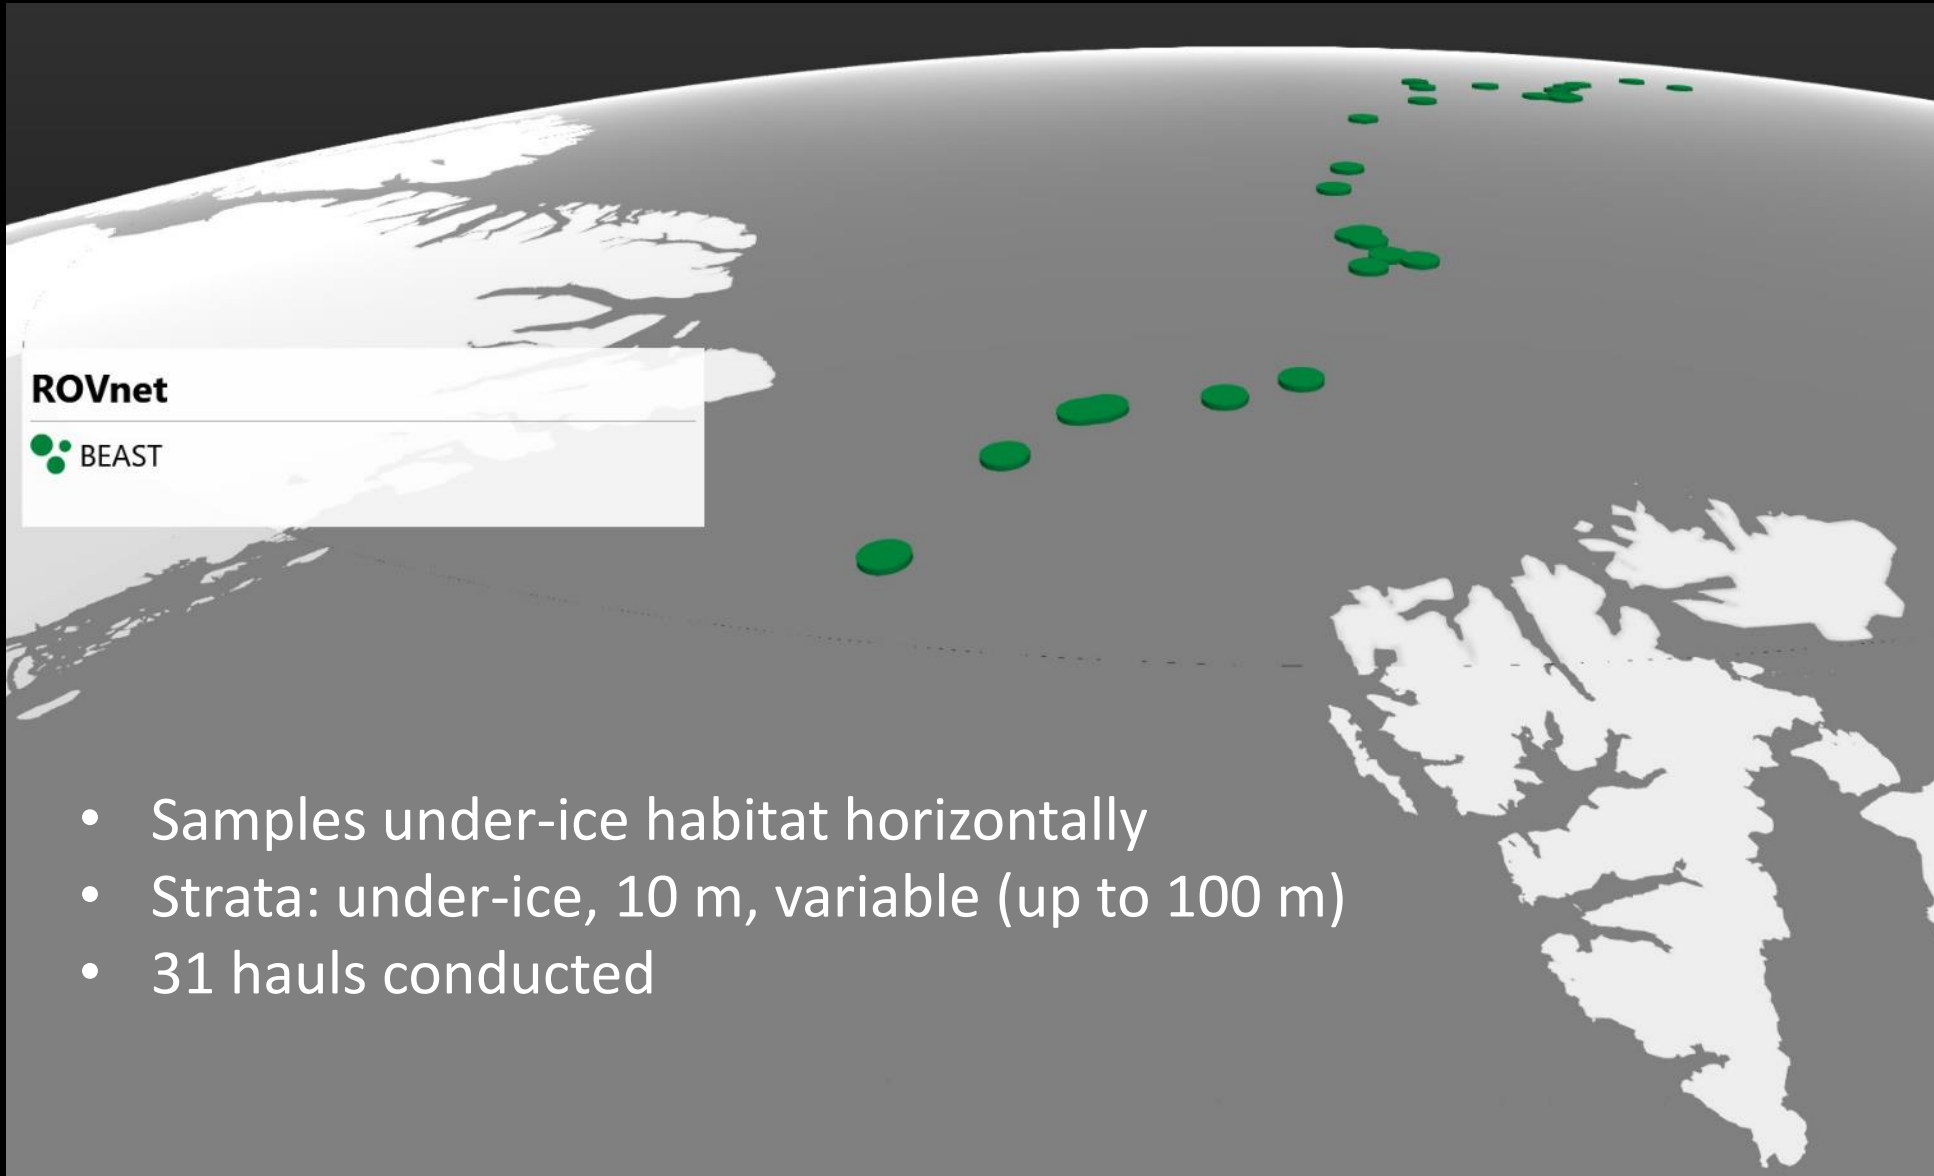 ROVnet
BEAST
• Samples under-ice habitat horizontally
• Strata: under-ice, 10 m, variable (up to 100 m)
• 31 hauls conducted